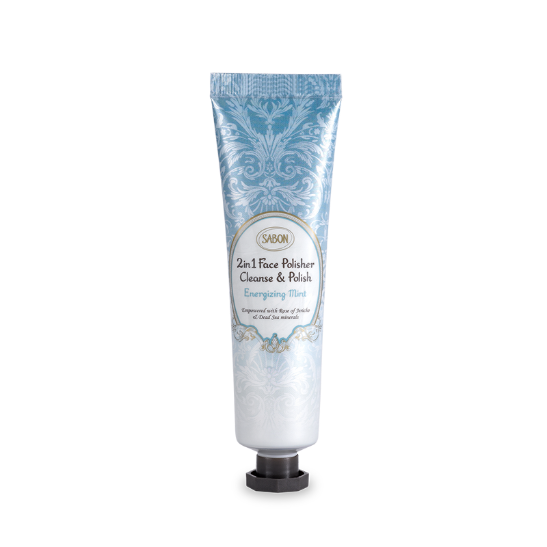 SABON
2in1 Face Polisher
Cleanse & Polish
Energizing Mint
Empowered with Rose of Jericho
& Dead Sea minerals